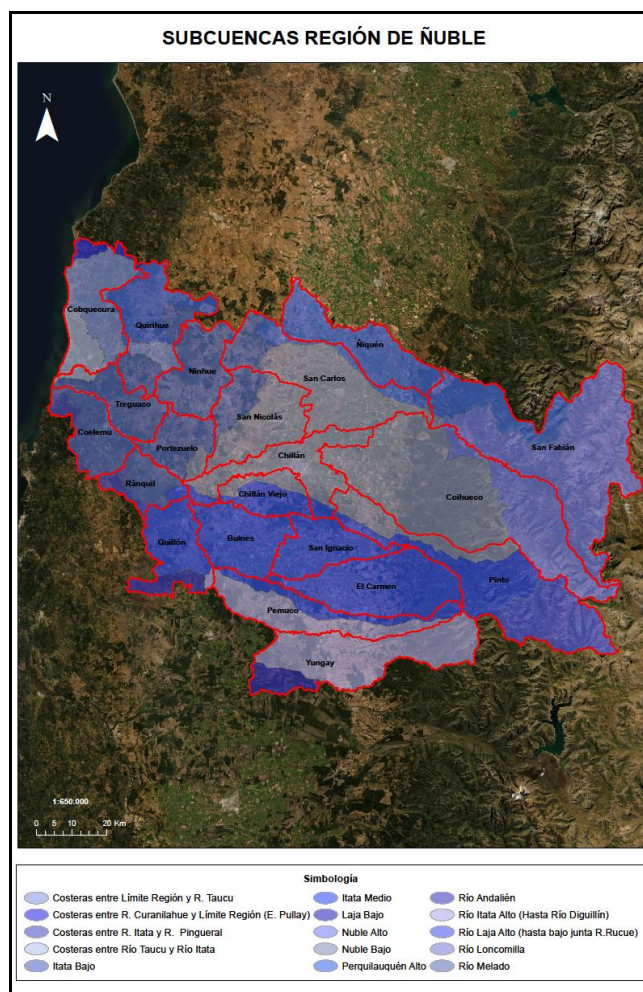 SUBCUENCAS REGIÓN DE ÑUBLE
N
Cobquecura
Quirihue
Ñiquén
Ninhue
San Carlos
Treguaco
San Nicolás
San Fabián
Coelemu
Portezuelo
Chillán
Ránquil
Chillán Viejo
Coihueco
Quillón
Bulnes
San Ignacio
El Carmen
Pinto
Pemuco
Yungay
1:650.000
0 5 10 20 Km
Simbología
Costeras entre Límite Región y R. Taucu
Costeras entre R. Curanilahue y Límite Región (E. Pullay)
Costeras entre R. Itata y R. Pingueral
Costeras entre Río Taucu y Río Itata
Itata Bajo
Itata Medio
Laja Bajo
Ñuble Alto
Ñuble Bajo
Perquilauquén Alto
Río Andalién
Río Itata Alto (Hasta Río Diguillín)
Río Laja Alto (hasta bajo junta R.Rucue)
Río Loncomilla
Río Melado